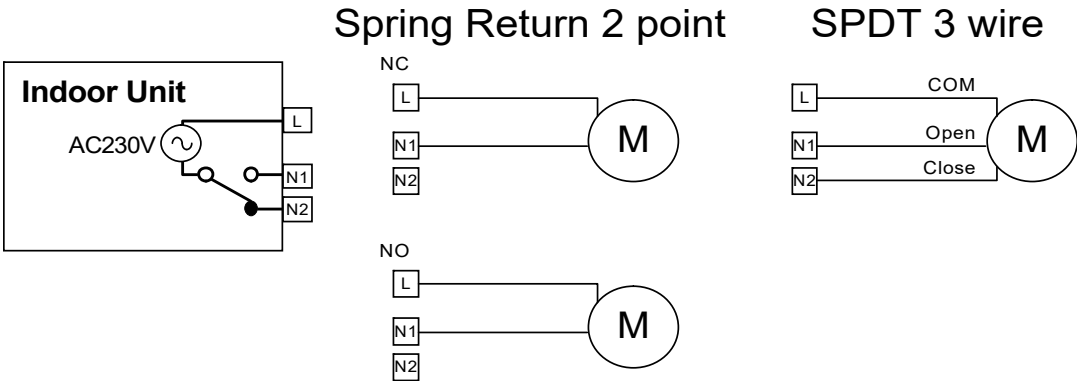 Spring Return 2 point
SPDT 3 wire
Indoor Unit
AC230V
L
N1
N2
NC
L
N1
N2
M
NO
L
N1
N2
M
L
N1
N2
COM
Open
Close
M